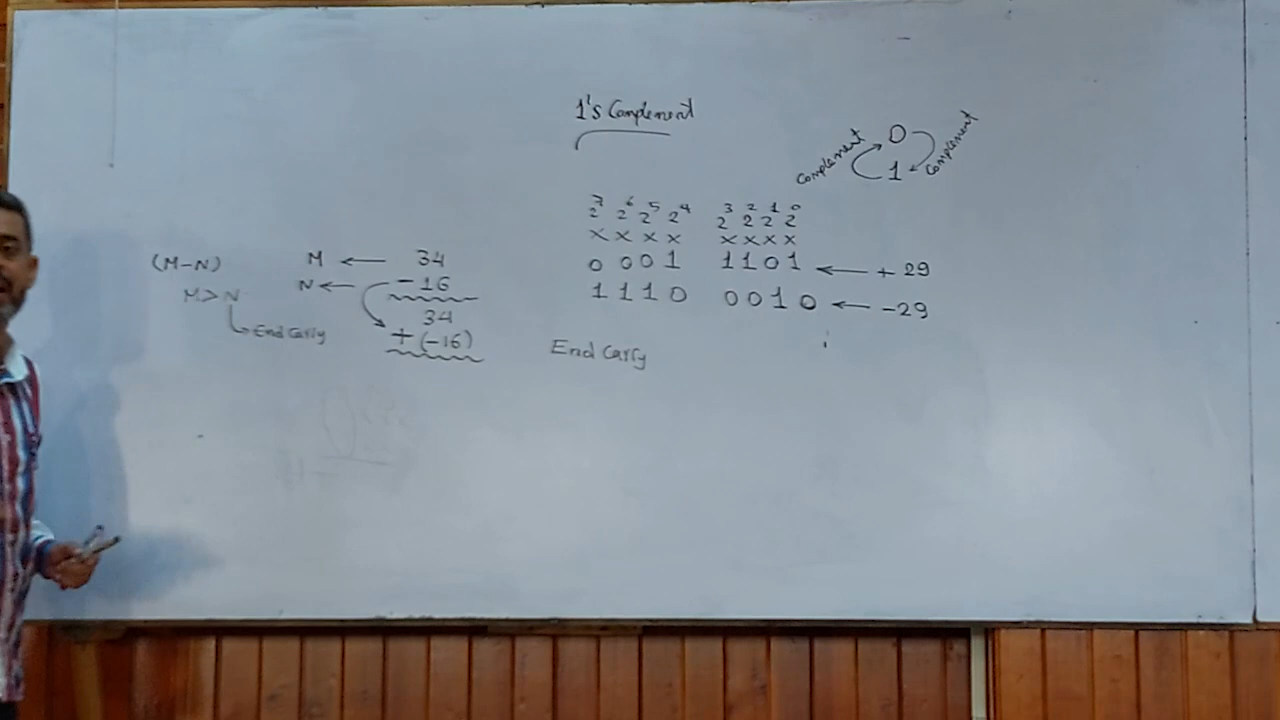 1's Complement
0
1
Complement
Complement
2^7 2^6 2^5 2^4 2^3 2^2 2^1 2^0
x x x x x x x x
0 0 0 1 1 1 0 1 ← + 29
1 1 1 0 0 0 1 0 ← -29
End Carry
(M-N)
M>N
End Carry
M ← 34
N ← - 16
34
+ (-16)